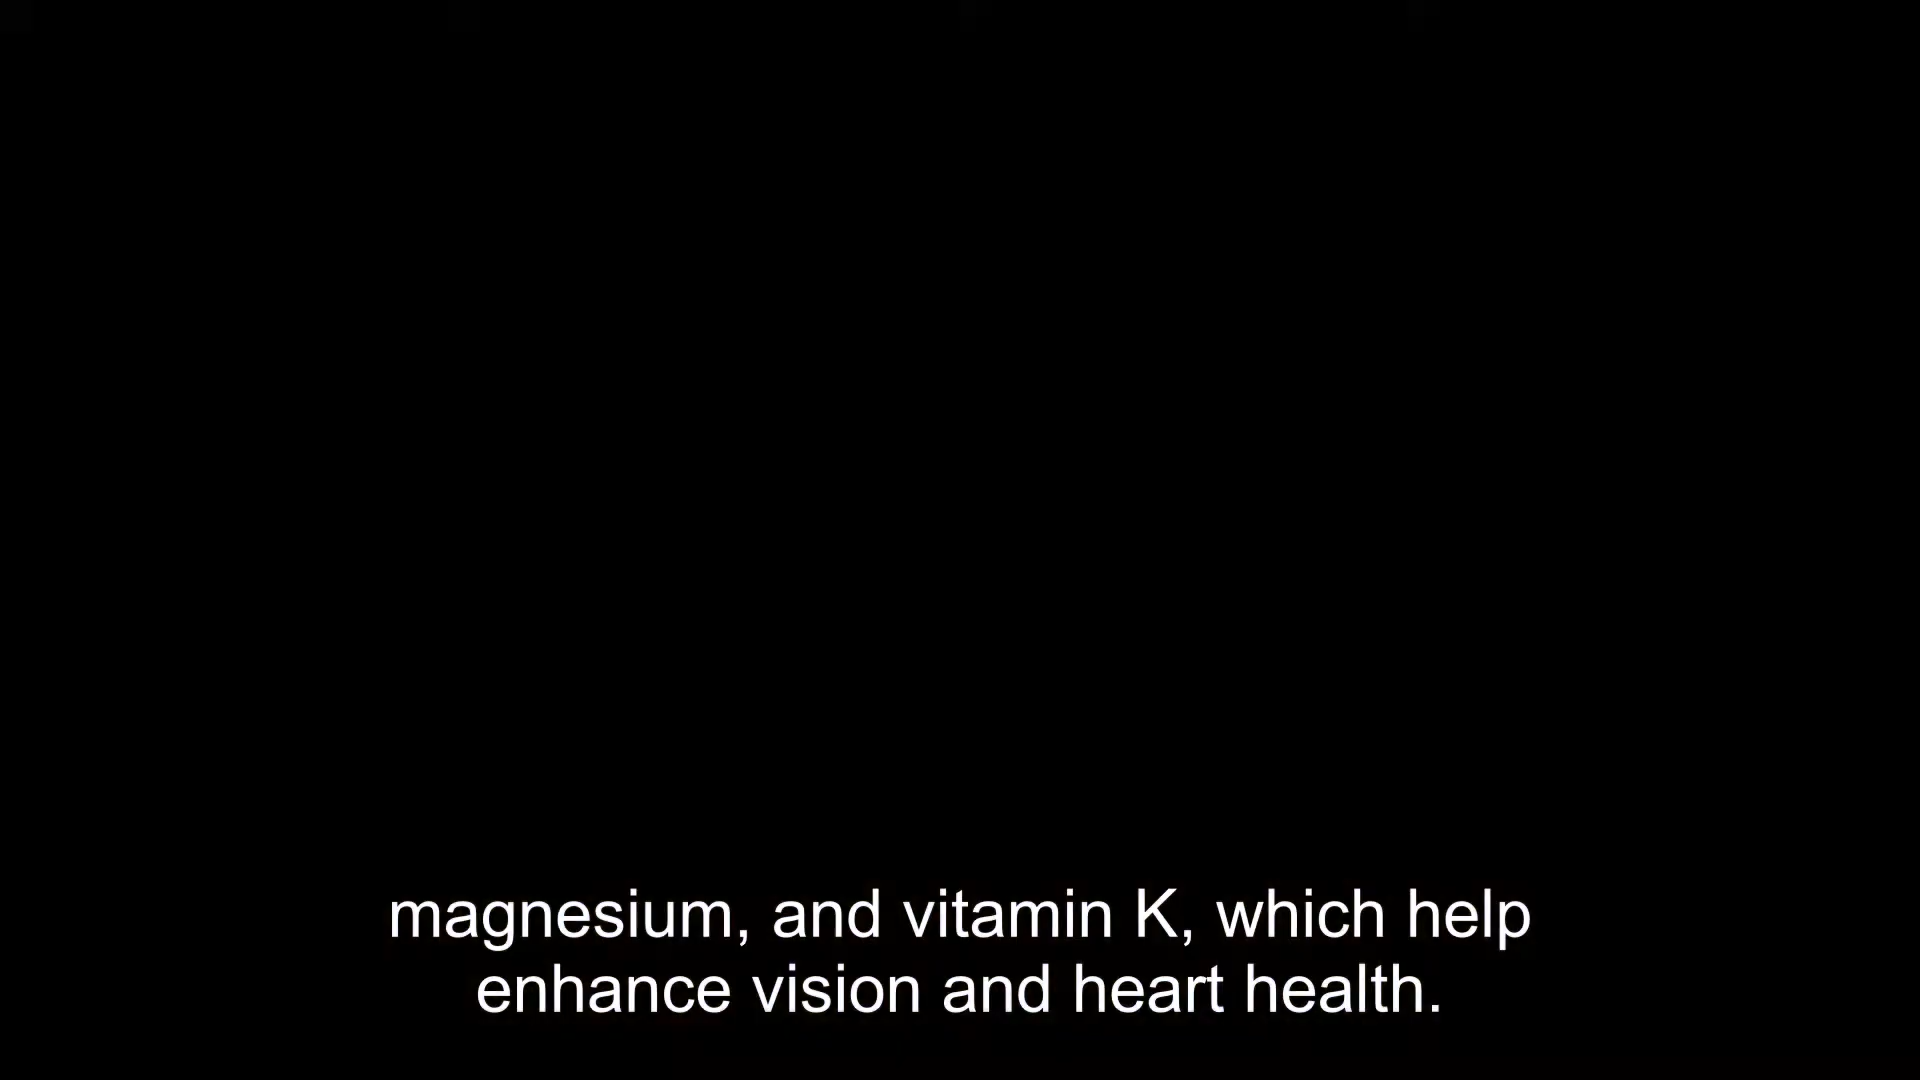 magnesium, and vitamin K, which help
enhance vision and heart health.